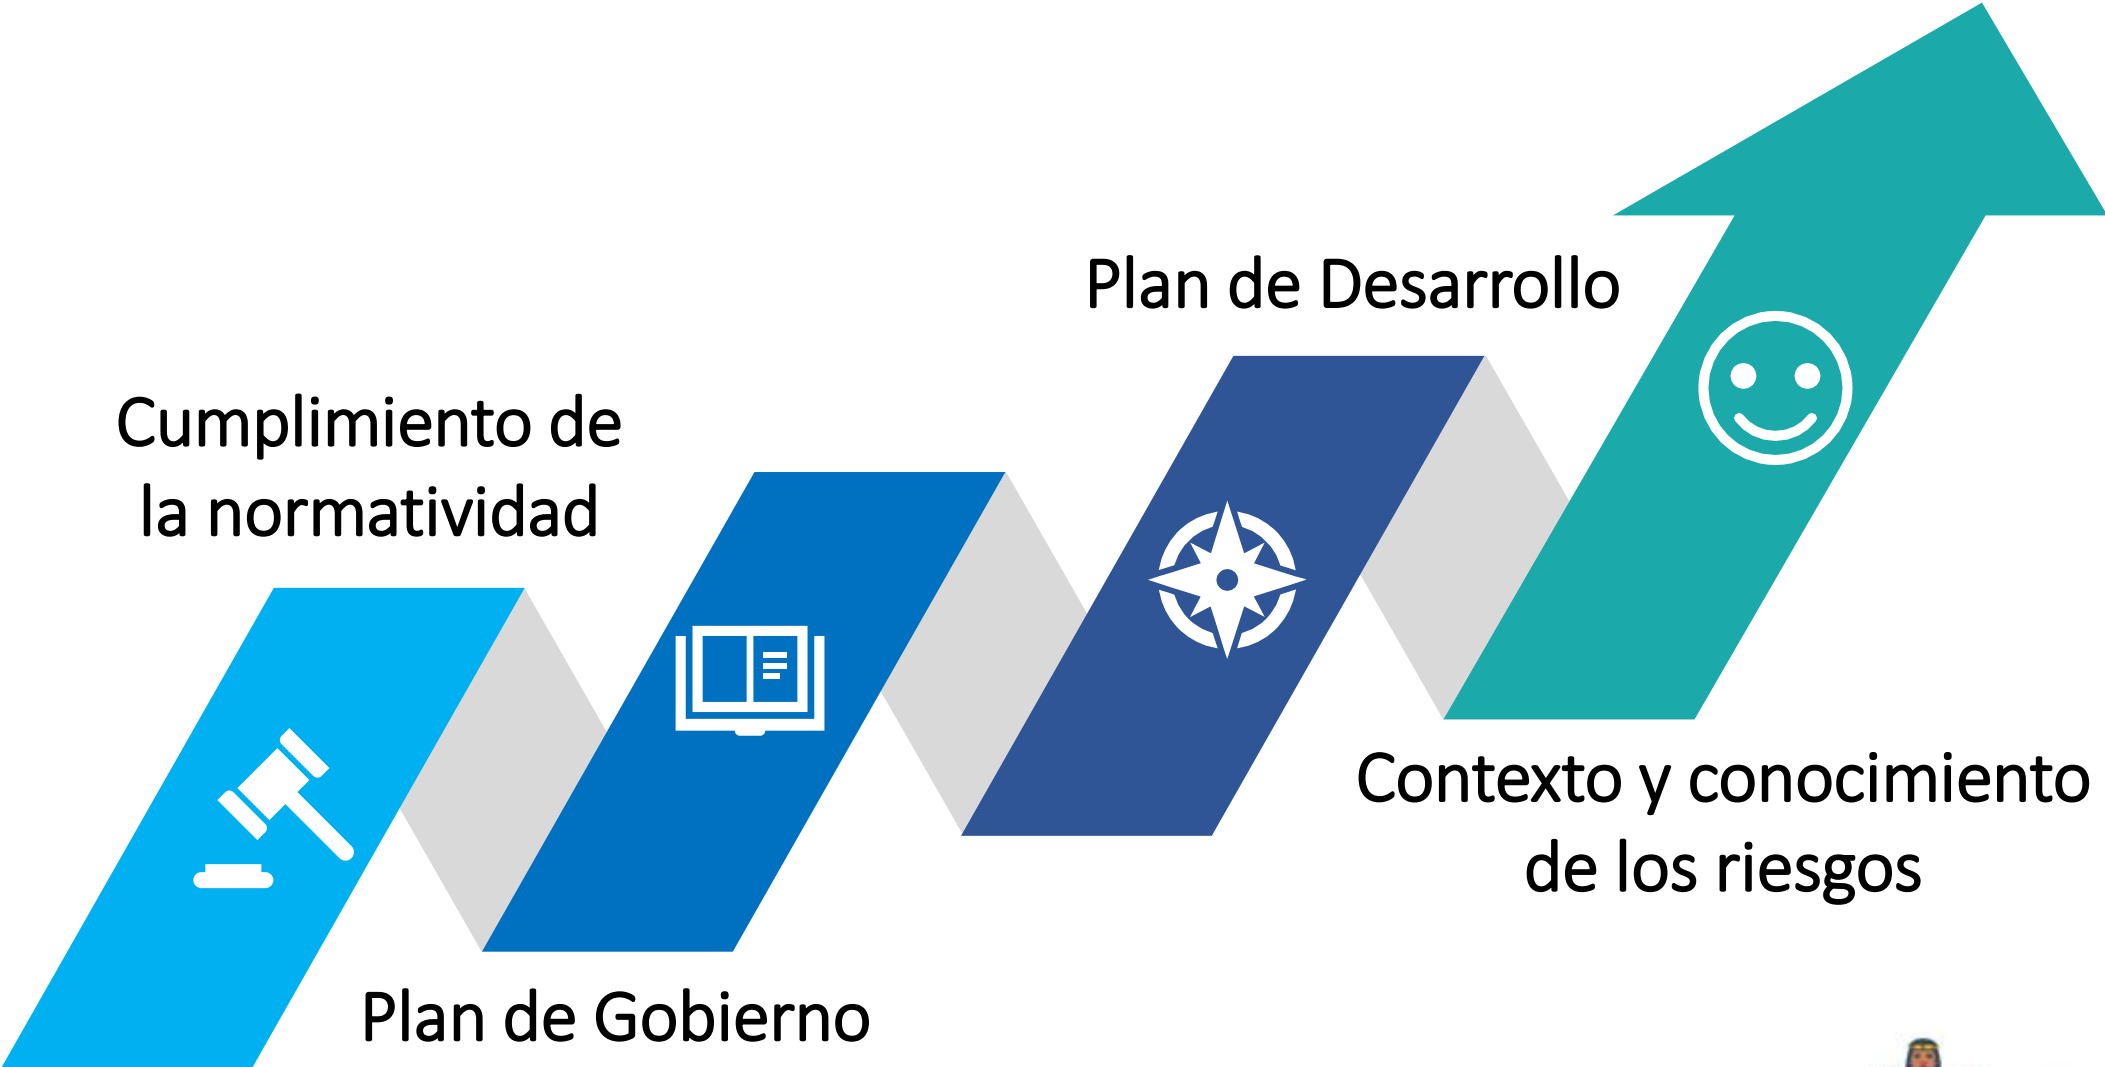 Cumplimiento de
la normatividad
Plan de Gobierno
Plan de Desarrollo
Contexto y conocimiento
de los riesgos